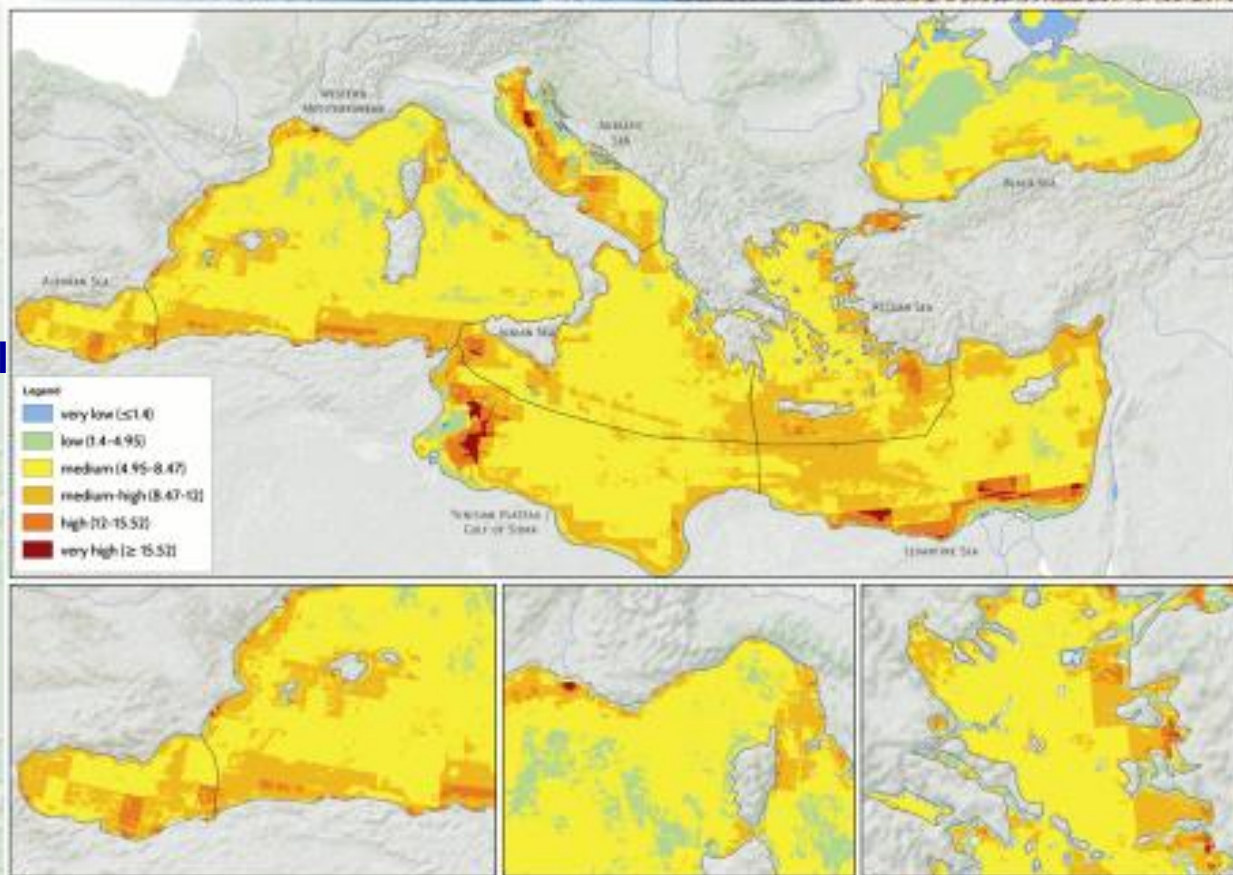 WESTERN
MEDITERRANEAN
ADRIATIC
SEA
BLACK SEA
ALBORAN SEA
AEGEAN SEA
IONIAN SEA
Legend
very low (≤1.4)
low (1.4-4.95)
medium (4.95-8.47)
medium-high (8.47-12)
high (12-15.52)
very high (≥ 15.52)
TUNISIAN PLATEAU /
GULF OF SIDRA
LEVANTINE SEA